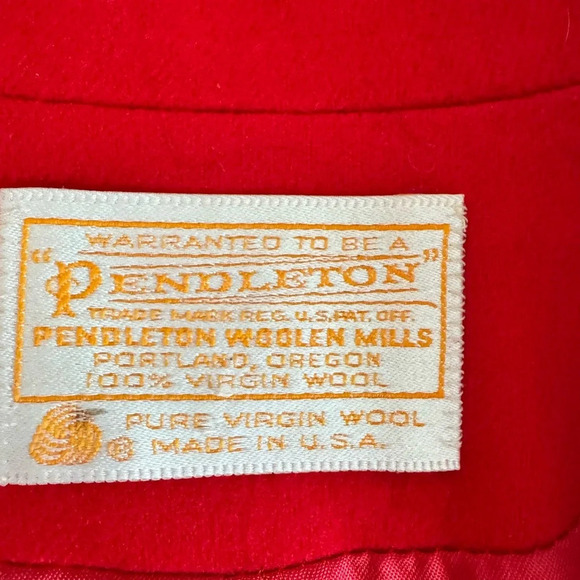 WARRANTED TO BE A
"PENDLETON"
TRADE MARK REG. U.S. PAT. OFF.
PENDLETON WOOLEN MILLS
PORTLAND, OREGON
100% VIRGIN WOOL
® PURE VIRGIN WOOL
MADE IN U.S.A.